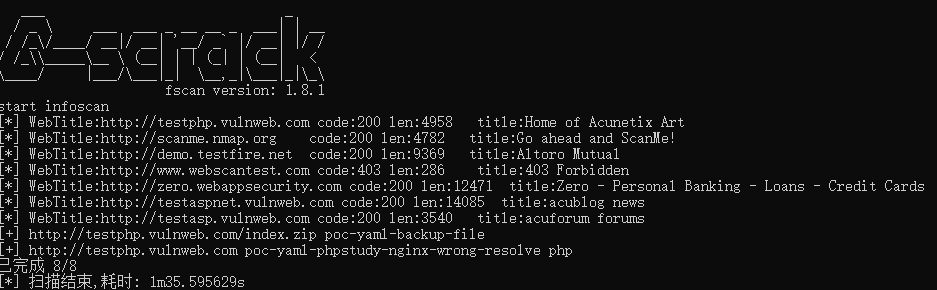 fscan version: 1.8.1
start infoscan
[*] WebTitle:http://testphp.vulnweb.com code:200 len:4958   title:Home of Acunetix Art
[*] WebTitle:http://scanme.nmap.org    code:200 len:4782   title:Go ahead and ScanMe!
[*] WebTitle:http://demo.testfire.net  code:200 len:9369   title:Altoro Mutual
[*] WebTitle:http://www.webscantest.com code:403 len:286    title:403 Forbidden
[*] WebTitle:http://zero.webappsecurity.com code:200 len:12471  title:Zero - Personal Banking - Loans - Credit Cards
[*] WebTitle:http://testaspnet.vulnweb.com code:200 len:14085  title:acublog news
[*] WebTitle:http://testasp.vulnweb.com code:200 len:3540   title:acuforum forums
[+] http://testphp.vulnweb.com/index.zip poc-yaml-backup-file
[+] http://testphp.vulnweb.com poc-yaml-phpstudy-nginx-wrong-resolve php
已完成 8/8
[*] 扫描结束,耗时: 1m35.595629s